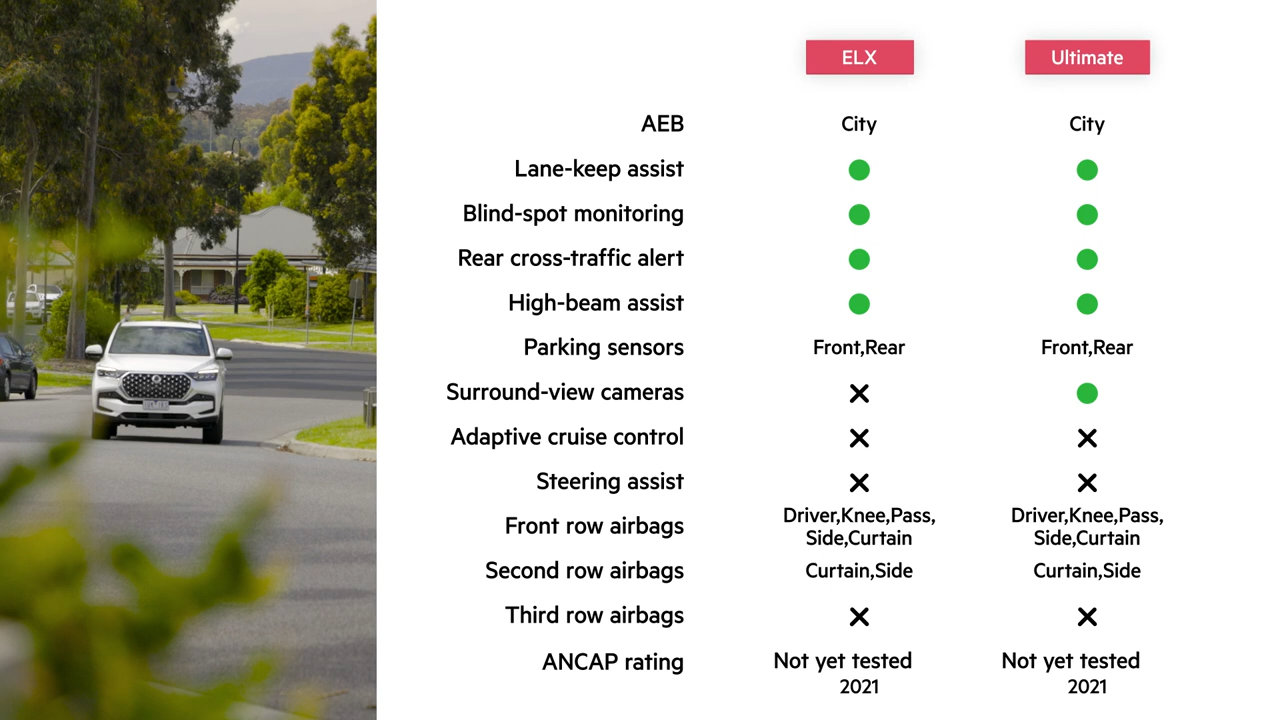 ELX Ultimate
AEB City City
Lane-keep assist
Blind-spot monitoring
Rear cross-traffic alert
High-beam assist
Parking sensors Front,Rear Front,Rear
Surround-view cameras
Adaptive cruise control
Steering assist
Front row airbags Driver,Knee,Pass, Driver,Knee,Pass,
Side,Curtain Side,Curtain
Second row airbags Curtain,Side Curtain,Side
Third row airbags
ANCAP rating Not yet tested Not yet tested
2021 2021